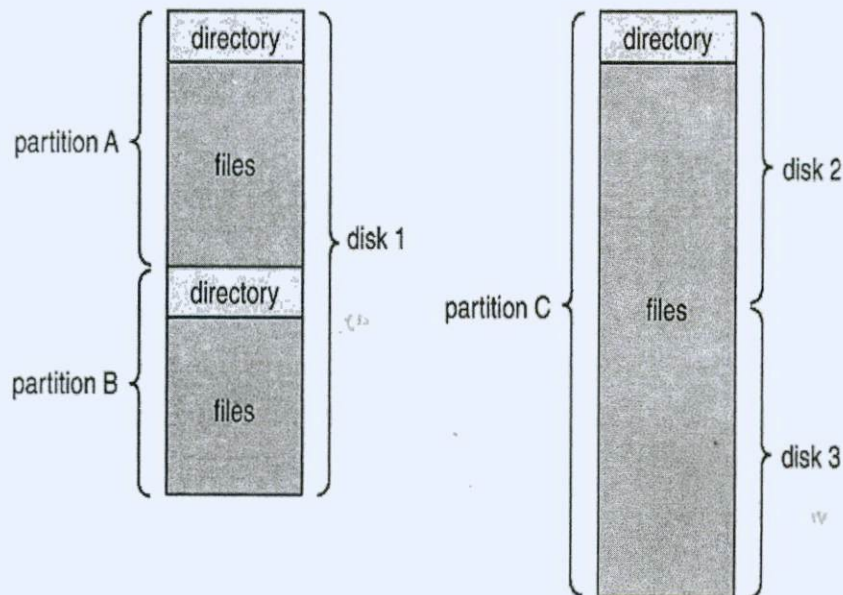 directory
partition A
files
disk 1
directory
partition B
files
directory
disk 2
partition C
files
disk 3